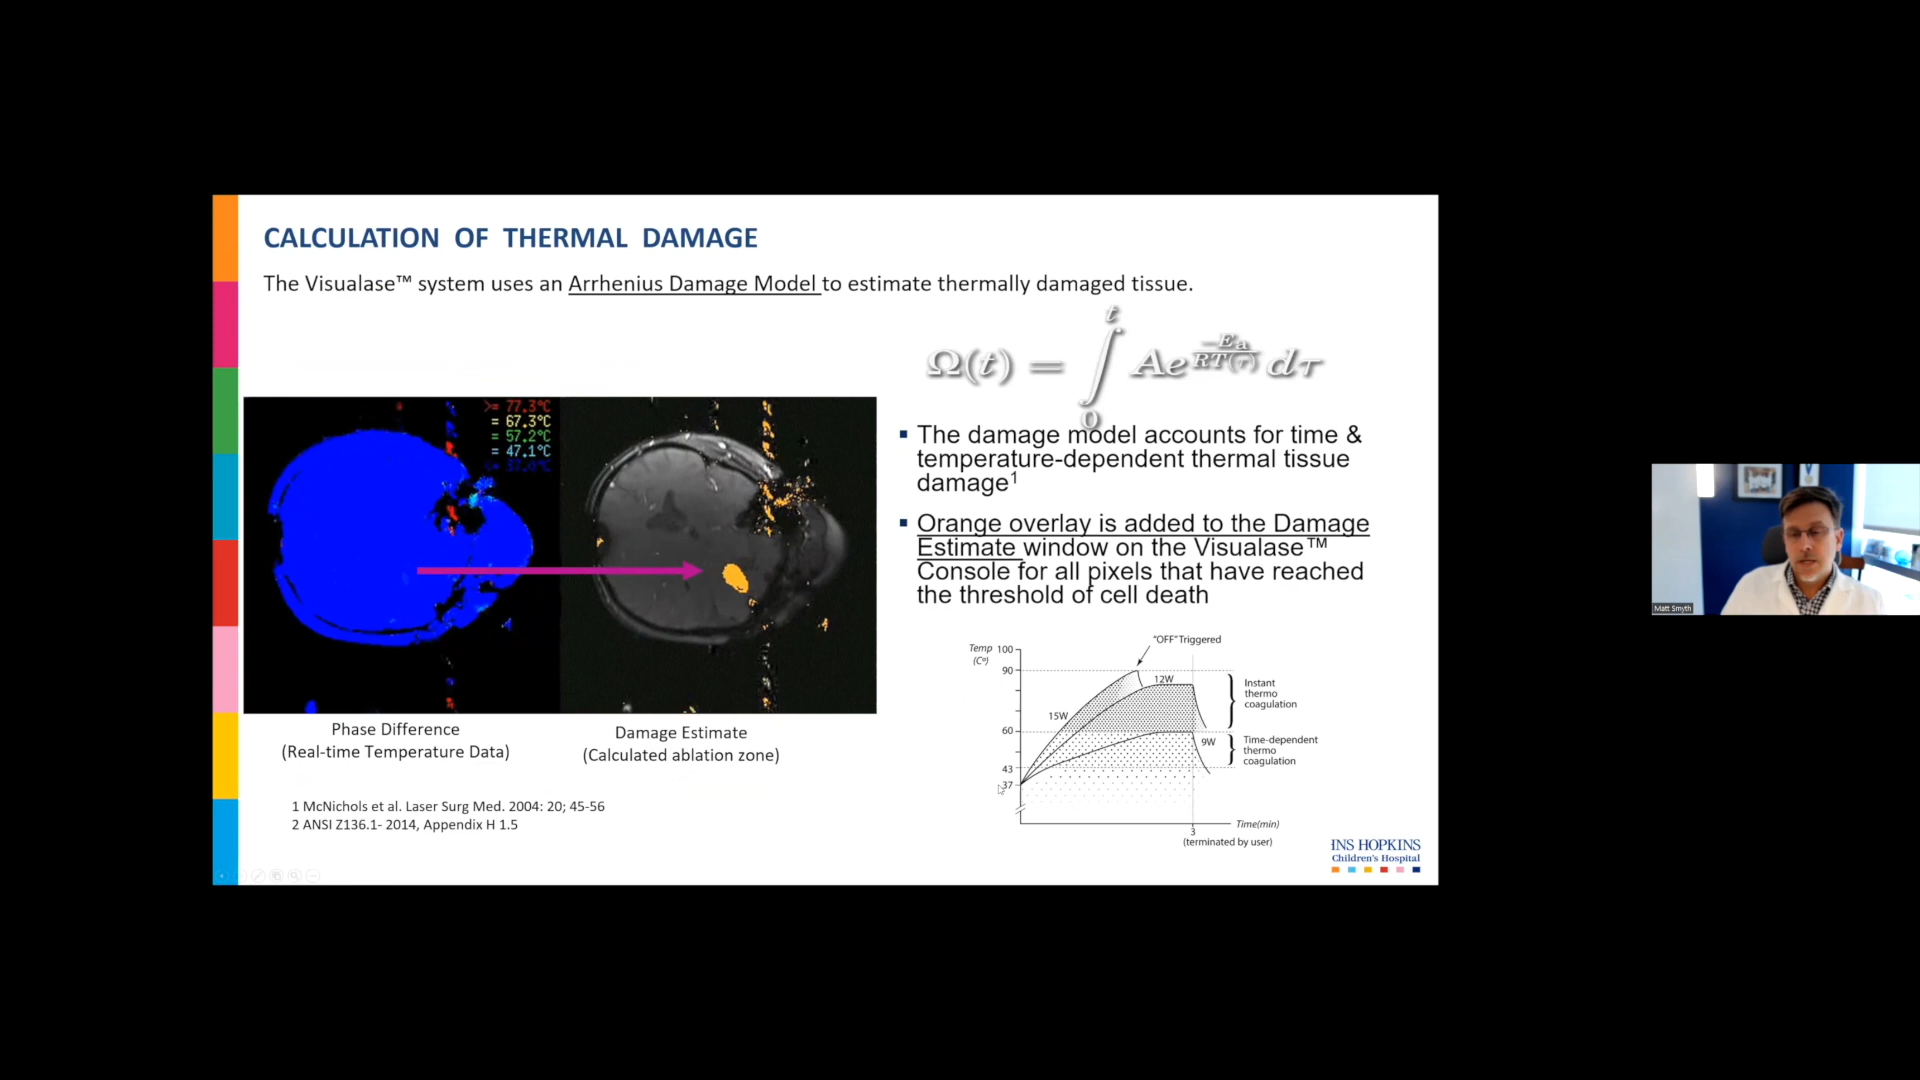 CALCULATION OF THERMAL DAMAGE
The Visualase™ system uses an Arrhenius Damage Model to estimate thermally damaged tissue.
Ω(t) = ∫₀ᵗ Ae^(-Eₐ/RT(τ)) dτ
>= 77.3°C
= 67.3°C
= 57.2°C
= 47.1°C
Phase Difference
(Real-time Temperature Data)
Damage Estimate
(Calculated ablation zone)
▪ The damage model accounts for time &
temperature-dependent thermal tissue
damage¹
▪ Orange overlay is added to the Damage
Estimate window on the Visualase™
Console for all pixels that have reached
the threshold of cell death
"OFF" Triggered
Temp
(Cº)
100
90
60
43
37
15W
12W
9W
Instant
thermo
coagulation
Time-dependent
thermo
coagulation
Time(min)
3
(terminated by user)
1 McNichols et al. Laser Surg Med. 2004: 20; 45-56
2 ANSI Z136.1- 2014, Appendix H 1.5
INS HOPKINS
Children's Hospital
Matt Smyth